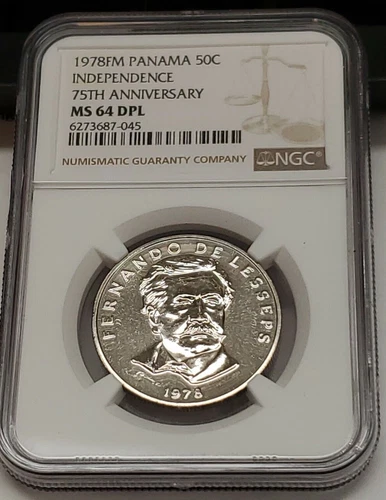 1978FM PANAMA 50C
INDEPENDENCE
75TH ANNIVERSARY
MS 64 DPL
6273687-045
NUMISMATIC GUARANTY COMPANY
NGC
FERNANDO DE LESSEPS
1978